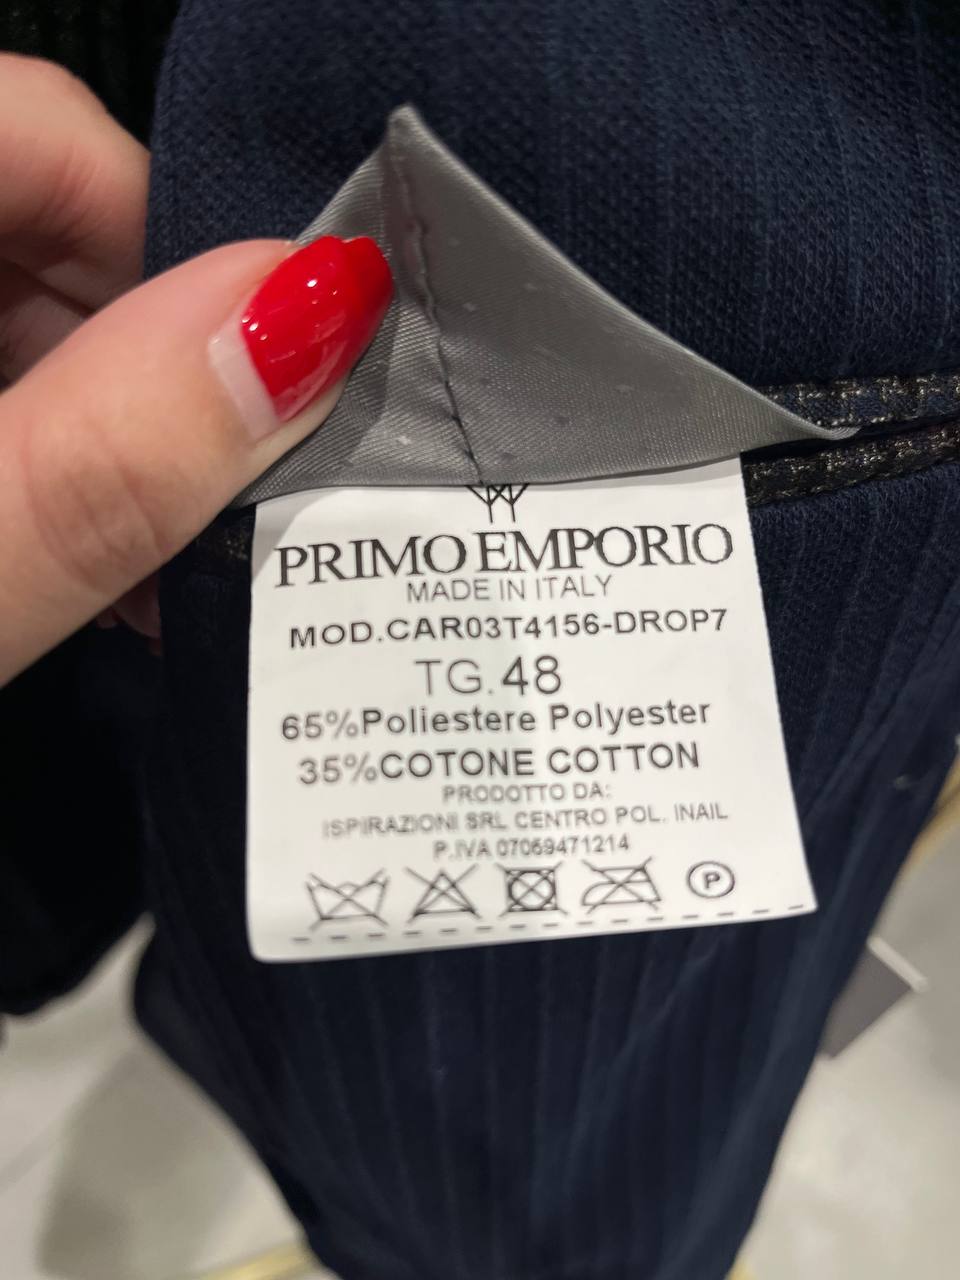 PRIMO EMPORIO
MADE IN ITALY
MOD.CAR03T4156-DROP7
TG.48
65%Poliestere Polyester
35%COTONE COTTON
PRODOTTO DA:
ISPIRAZIONI SRL CENTRO POL. INAIL
P.IVA 07069471214
P